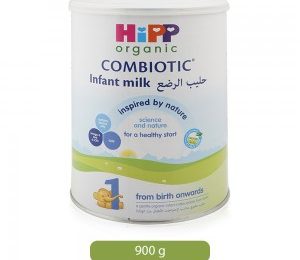 HiPP
organic
COMBIOTIC®
Infant milk حليب الرضع
inspired by nature
science and nature
for a healthy start
1
from birth onwards
900 g